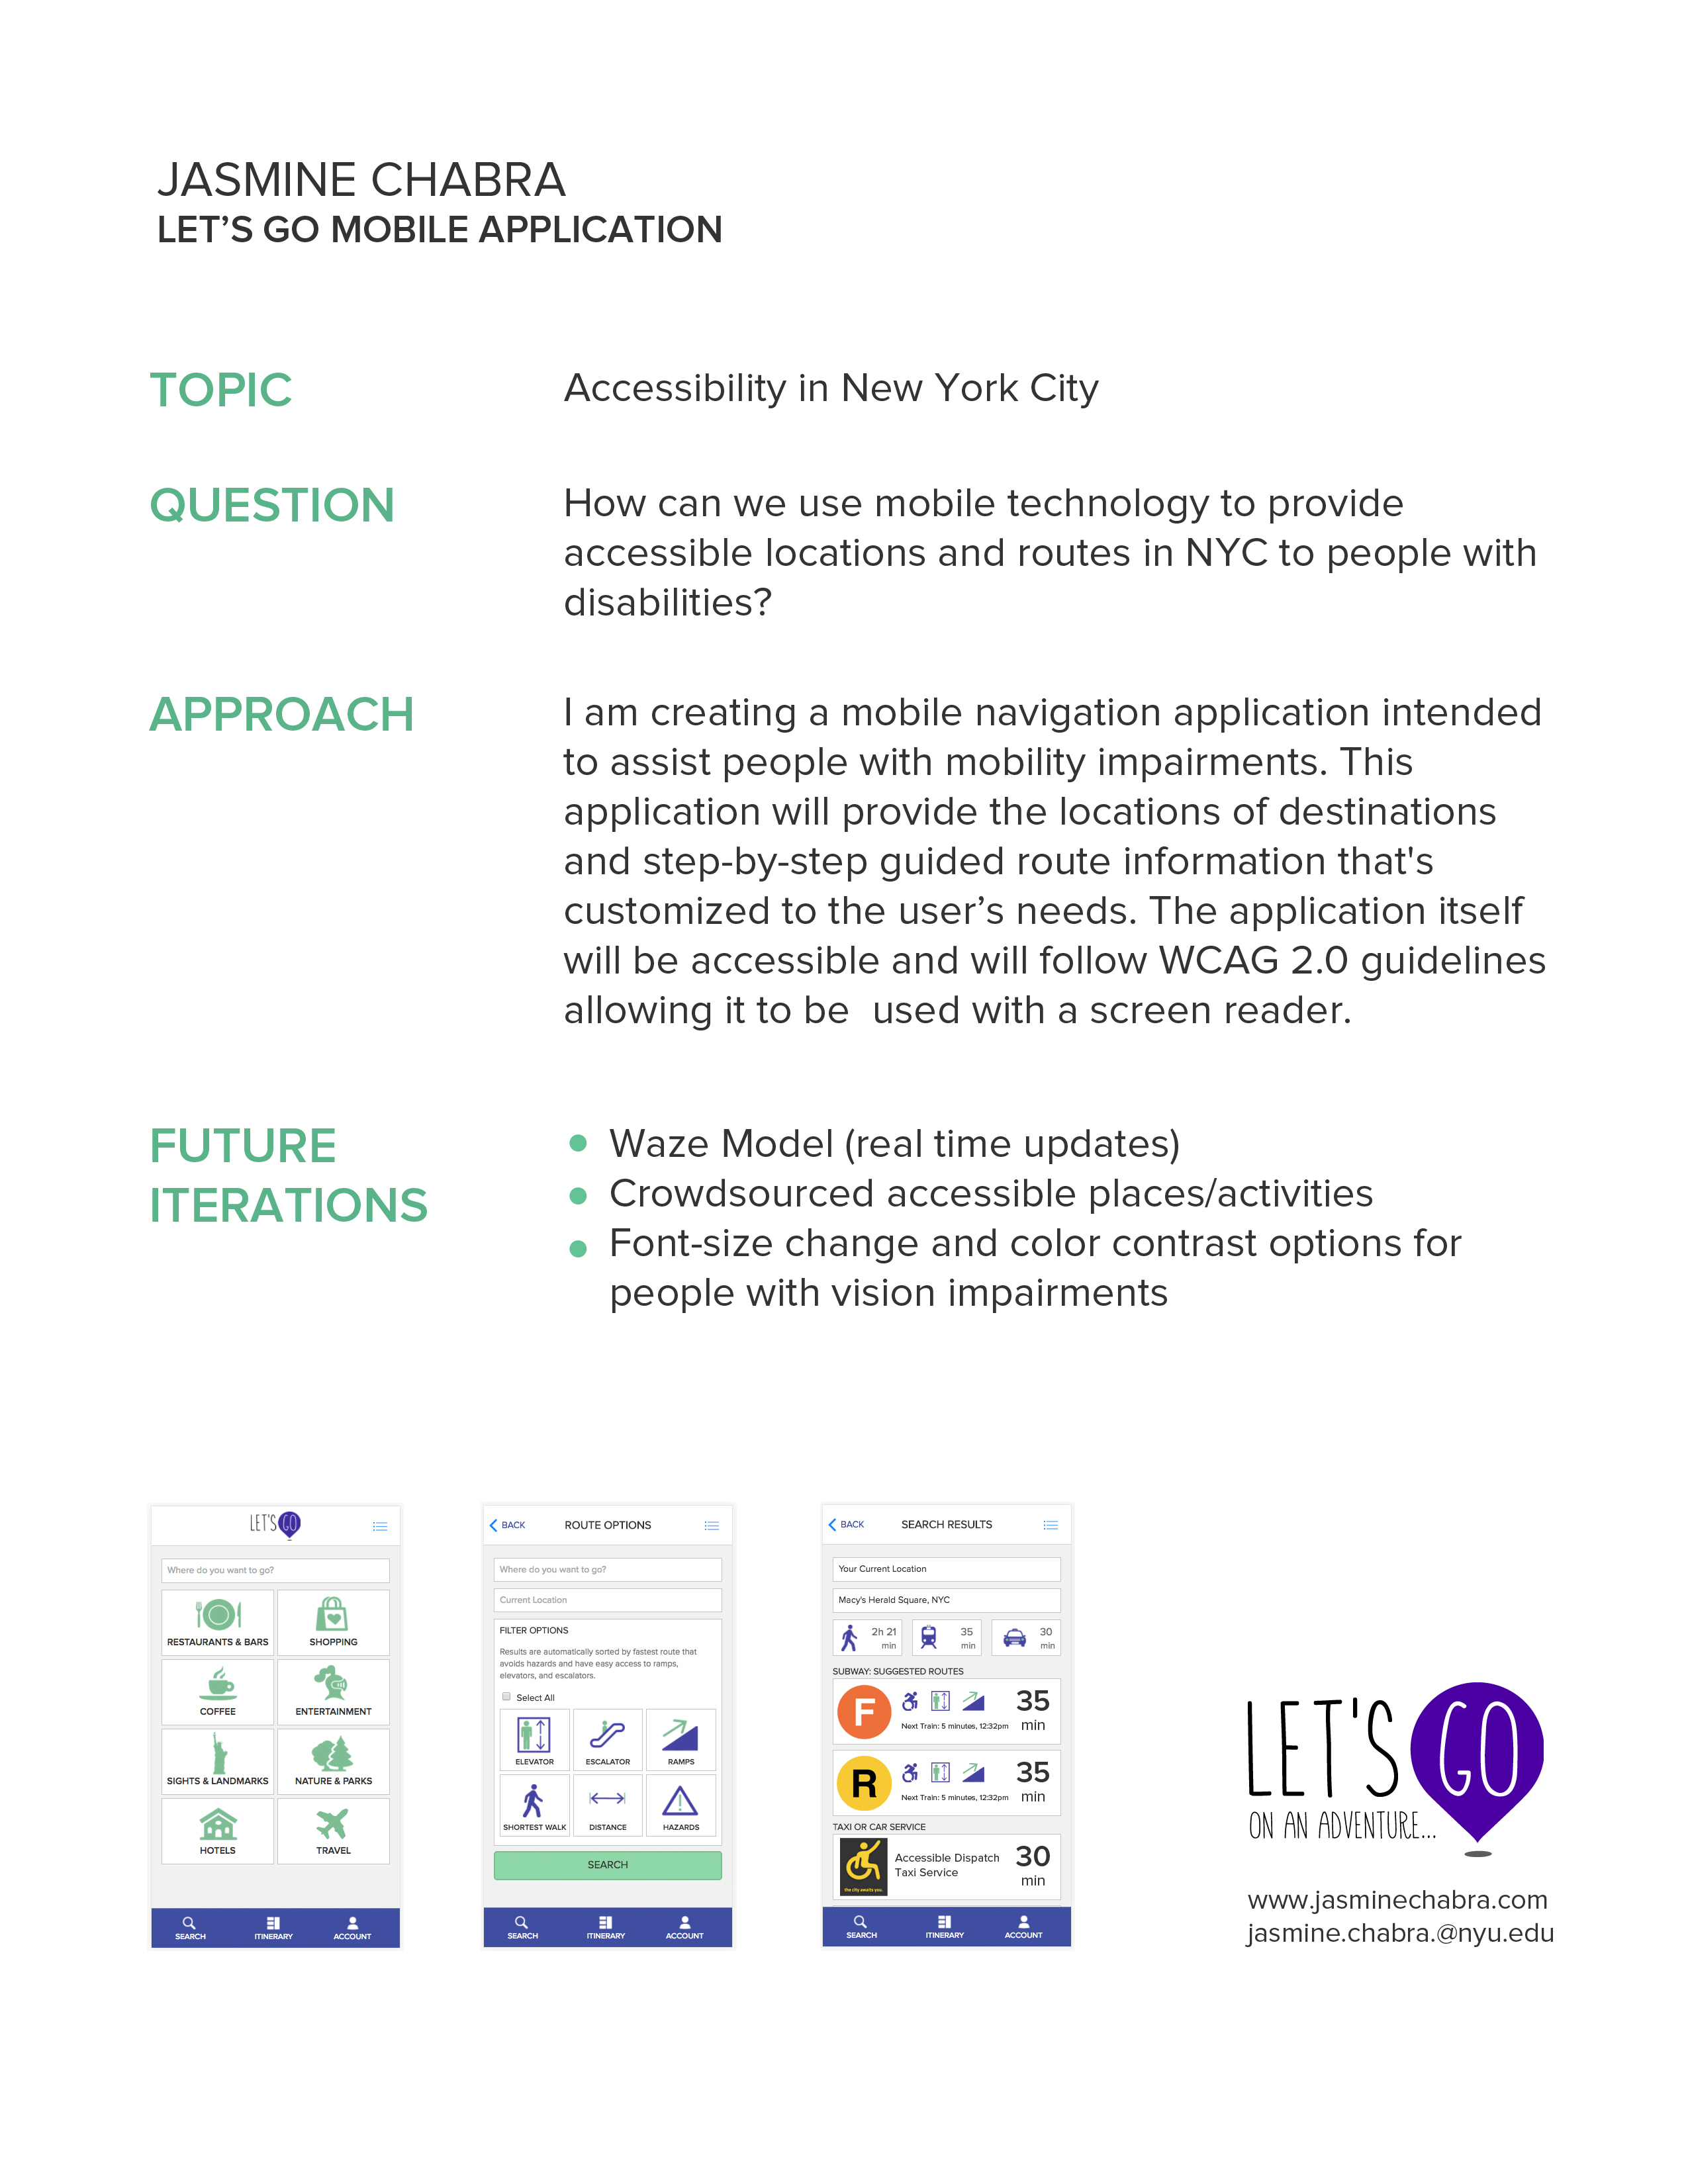 JASMINE CHABRA
LET'S GO MOBILE APPLICATION
TOPIC
Accessibility in New York City
QUESTION
How can we use mobile technology to provide
accessible locations and routes in NYC to people with
disabilities?
APPROACH
I am creating a mobile navigation application intended
to assist people with mobility impairments. This
application will provide the locations of destinations
and step-by-step guided route information that's
customized to the user's needs. The application itself
will be accessible and will follow WCAG 2.0 guidelines
allowing it to be  used with a screen reader.
FUTURE
ITERATIONS
Waze Model (real time updates)
Crowdsourced accessible places/activities
Font-size change and color contrast options for
people with vision impairments
LET'S GO
Where do you want to go?
RESTAURANTS & BARS
SHOPPING
COFFEE
ENTERTAINMENT
SIGHTS & LANDMARKS
NATURE & PARKS
HOTELS
TRAVEL
SEARCH
ITINERARY
ACCOUNT
BACK
ROUTE OPTIONS
Where do you want to go?
Current Location
FILTER OPTIONS
Results are automatically sorted by fastest route that
avoids hazards and have easy access to ramps,
elevators, and escalators.
Select All
ELEVATOR
ESCALATOR
RAMPS
SHORTEST WALK
DISTANCE
HAZARDS
SEARCH
SEARCH
ITINERARY
ACCOUNT
BACK
SEARCH RESULTS
Your Current Location
Macy's Herald Square, NYC
2h 21
min
35
min
30
min
SUBWAY: SUGGESTED ROUTES
F
Next Train: 5 minutes, 12:32pm
35
min
R
Next Train: 5 minutes, 12:32pm
35
min
TAXI OR CAR SERVICE
the city awaits you.
Accessible Dispatch
Taxi Service
30
min
SEARCH
ITINERARY
ACCOUNT
LET'S GO
ON AN ADVENTURE...
www.jasminechabra.com
jasmine.chabra.@nyu.edu